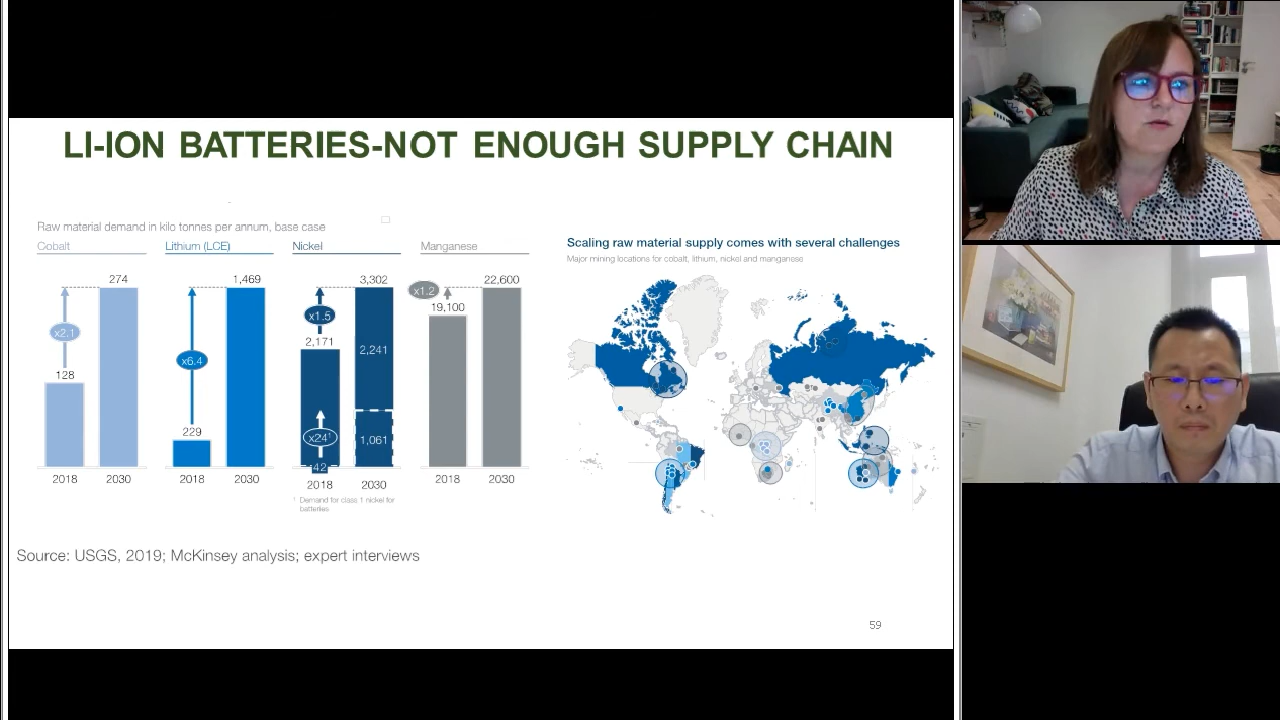 LI-ION BATTERIES-NOT ENOUGH SUPPLY CHAIN
Raw material demand in kilo tonnes per annum, base case
Cobalt
274
x2.1
128
2018 2030
Lithium (LCE)
1,469
x6.4
229
2018 2030
Nickel
3,302
x1.5
2,171
2,241
x24¹
1,061
42
2018 2030
¹ Demand for class 1 nickel for
batteries
Manganese
x1.2
22,600
19,100
2018 2030
Scaling raw material supply comes with several challenges
Major mining locations for cobalt, lithium, nickel and manganese
Source: USGS, 2019; McKinsey analysis; expert interviews
59